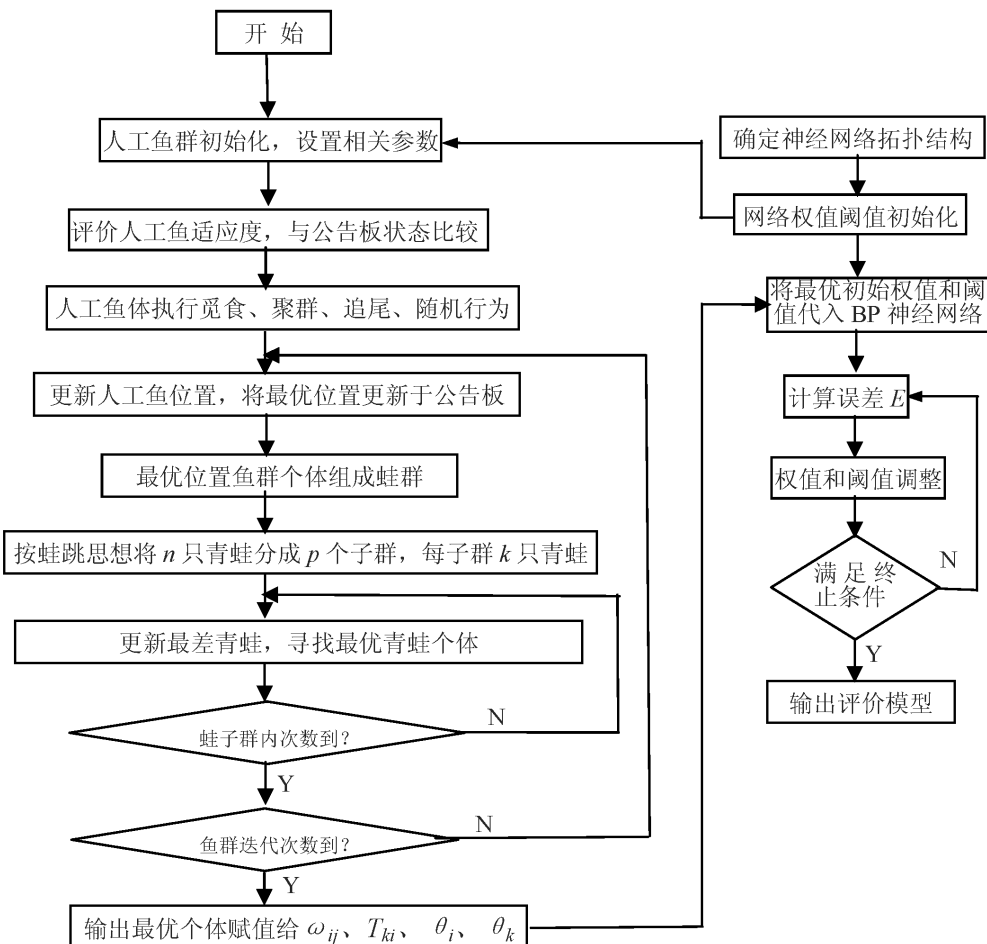 开 始
人工鱼群初始化，设置相关参数
评价人工鱼适应度，与公告板状态比较
人工鱼体执行觅食、聚群、追尾、随机行为
更新人工鱼位置，将最优位置更新于公告板
最优位置鱼群个体组成蛙群
按蛙跳思想将 n 只青蛙分成 p 个子群，每子群 k 只青蛙
更新最差青蛙，寻找最优青蛙个体
蛙子群内次数到？
N
Y
鱼群迭代次数到？
N
Y
输出最优个体赋值给 ω_{ij}、T_{ki}、θ_i、θ_k
确定神经网络拓扑结构
网络权值阈值初始化
将最优初始权值和阈
值代入 BP 神经网络
计算误差 E
权值和阈值调整
满 足 终
止条件
N
Y
输出评价模型